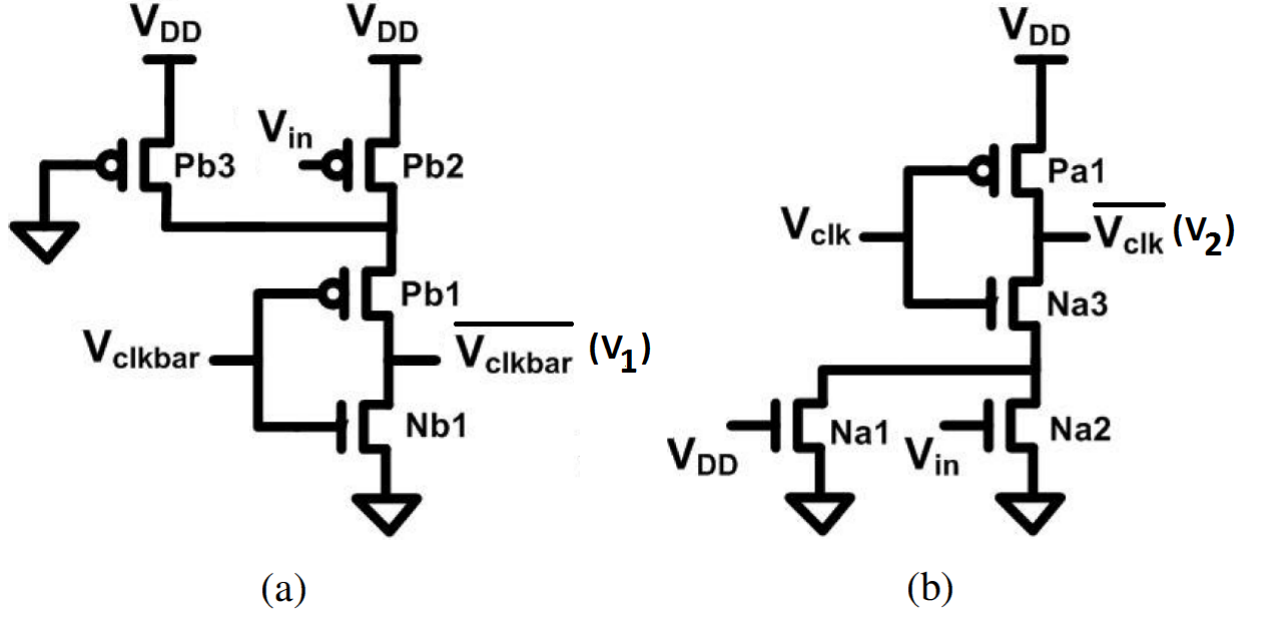 VDD
VDD
Vin
Pb3
Pb2
Pb1
Vclkbar
Vclkbar (V1)
Nb1
(a)
VDD
Pa1
Vclk
Vclk (V2)
Na3
VDD
Na1
Vin
Na2
(b)